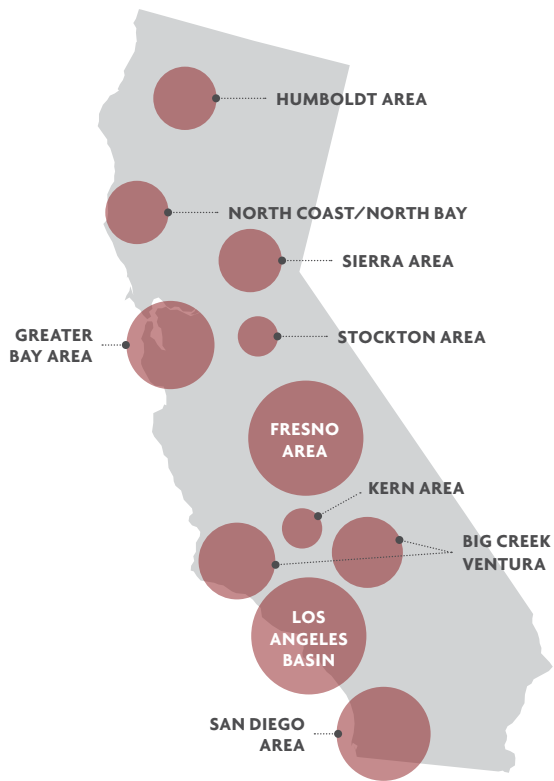 HUMBOLDT AREA
NORTH COAST/NORTH BAY
SIERRA AREA
GREATER
BAY AREA
STOCKTON AREA
FRESNO
AREA
KERN AREA
BIG CREEK
VENTURA
LOS
ANGELES
BASIN
SAN DIEGO
AREA